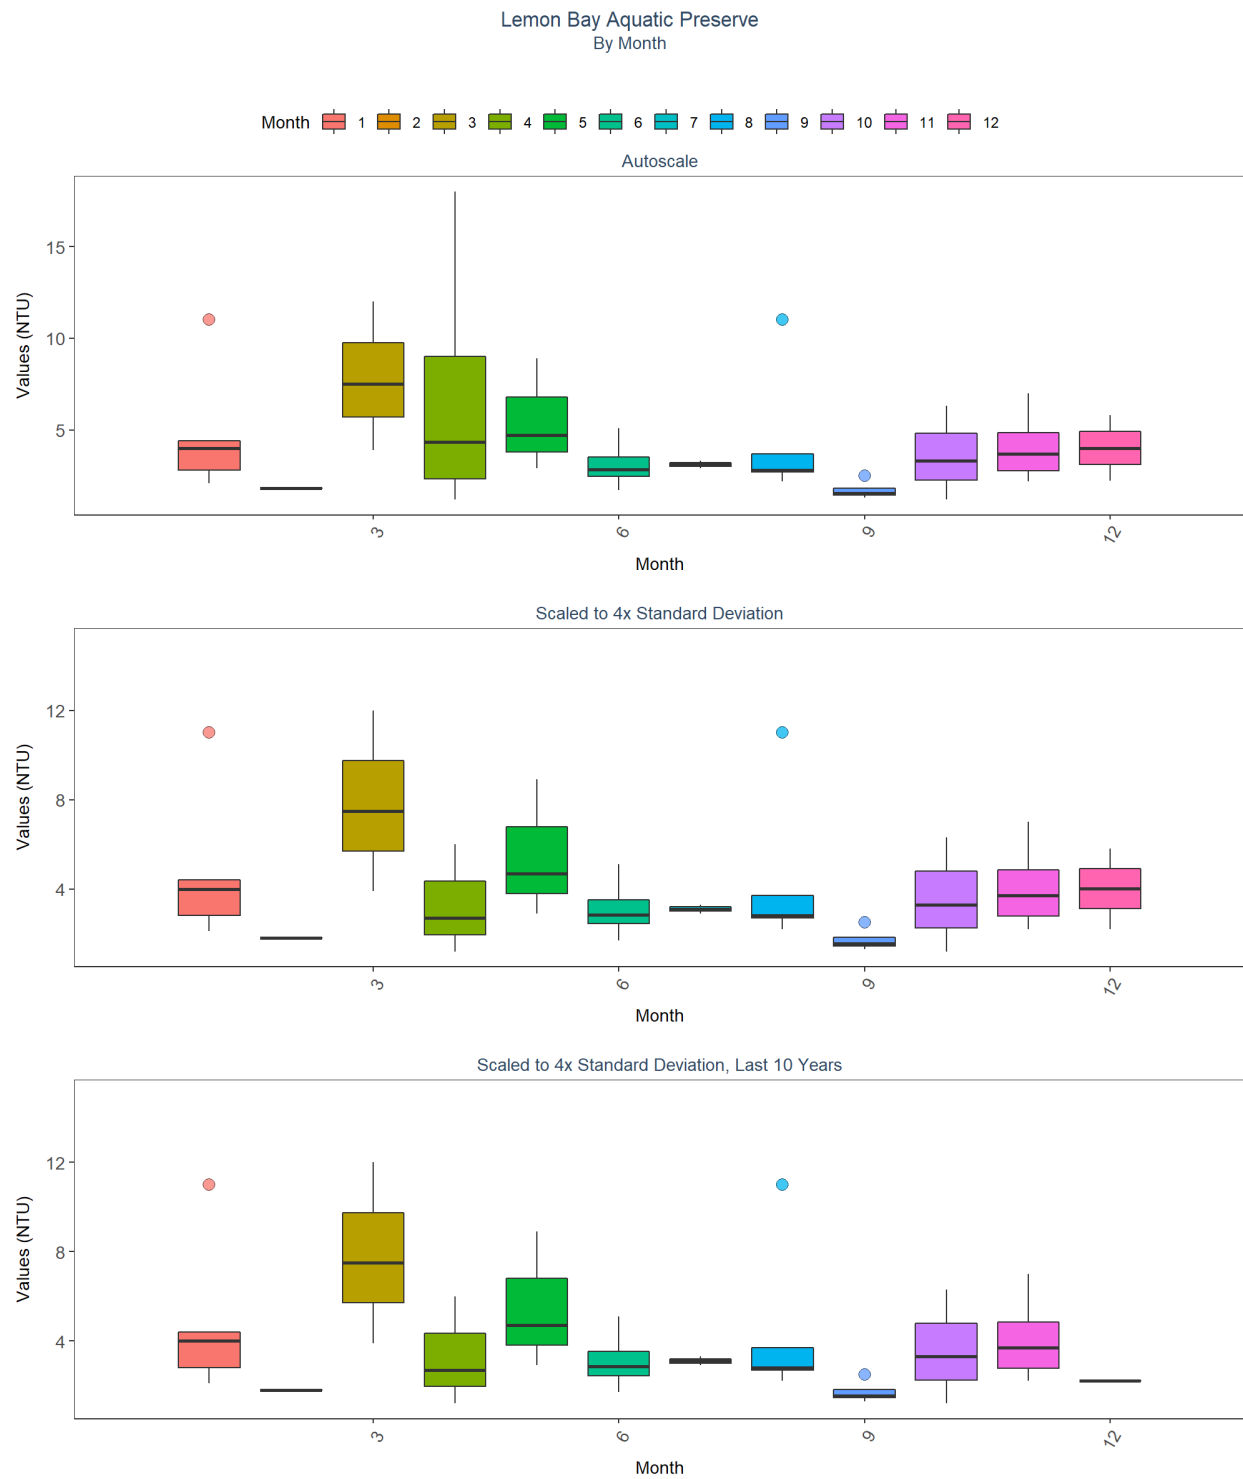 Lemon Bay Aquatic Preserve
By Month
Month 1 2 3 4 5 6 7 8 9 10 11 12
Autoscale
Values (NTU)
15
10
5
3 6 9 12
Month
Scaled to 4x Standard Deviation
Values (NTU)
12
8
4
3 6 9 12
Month
Scaled to 4x Standard Deviation, Last 10 Years
Values (NTU)
12
8
4
3 6 9 12
Month